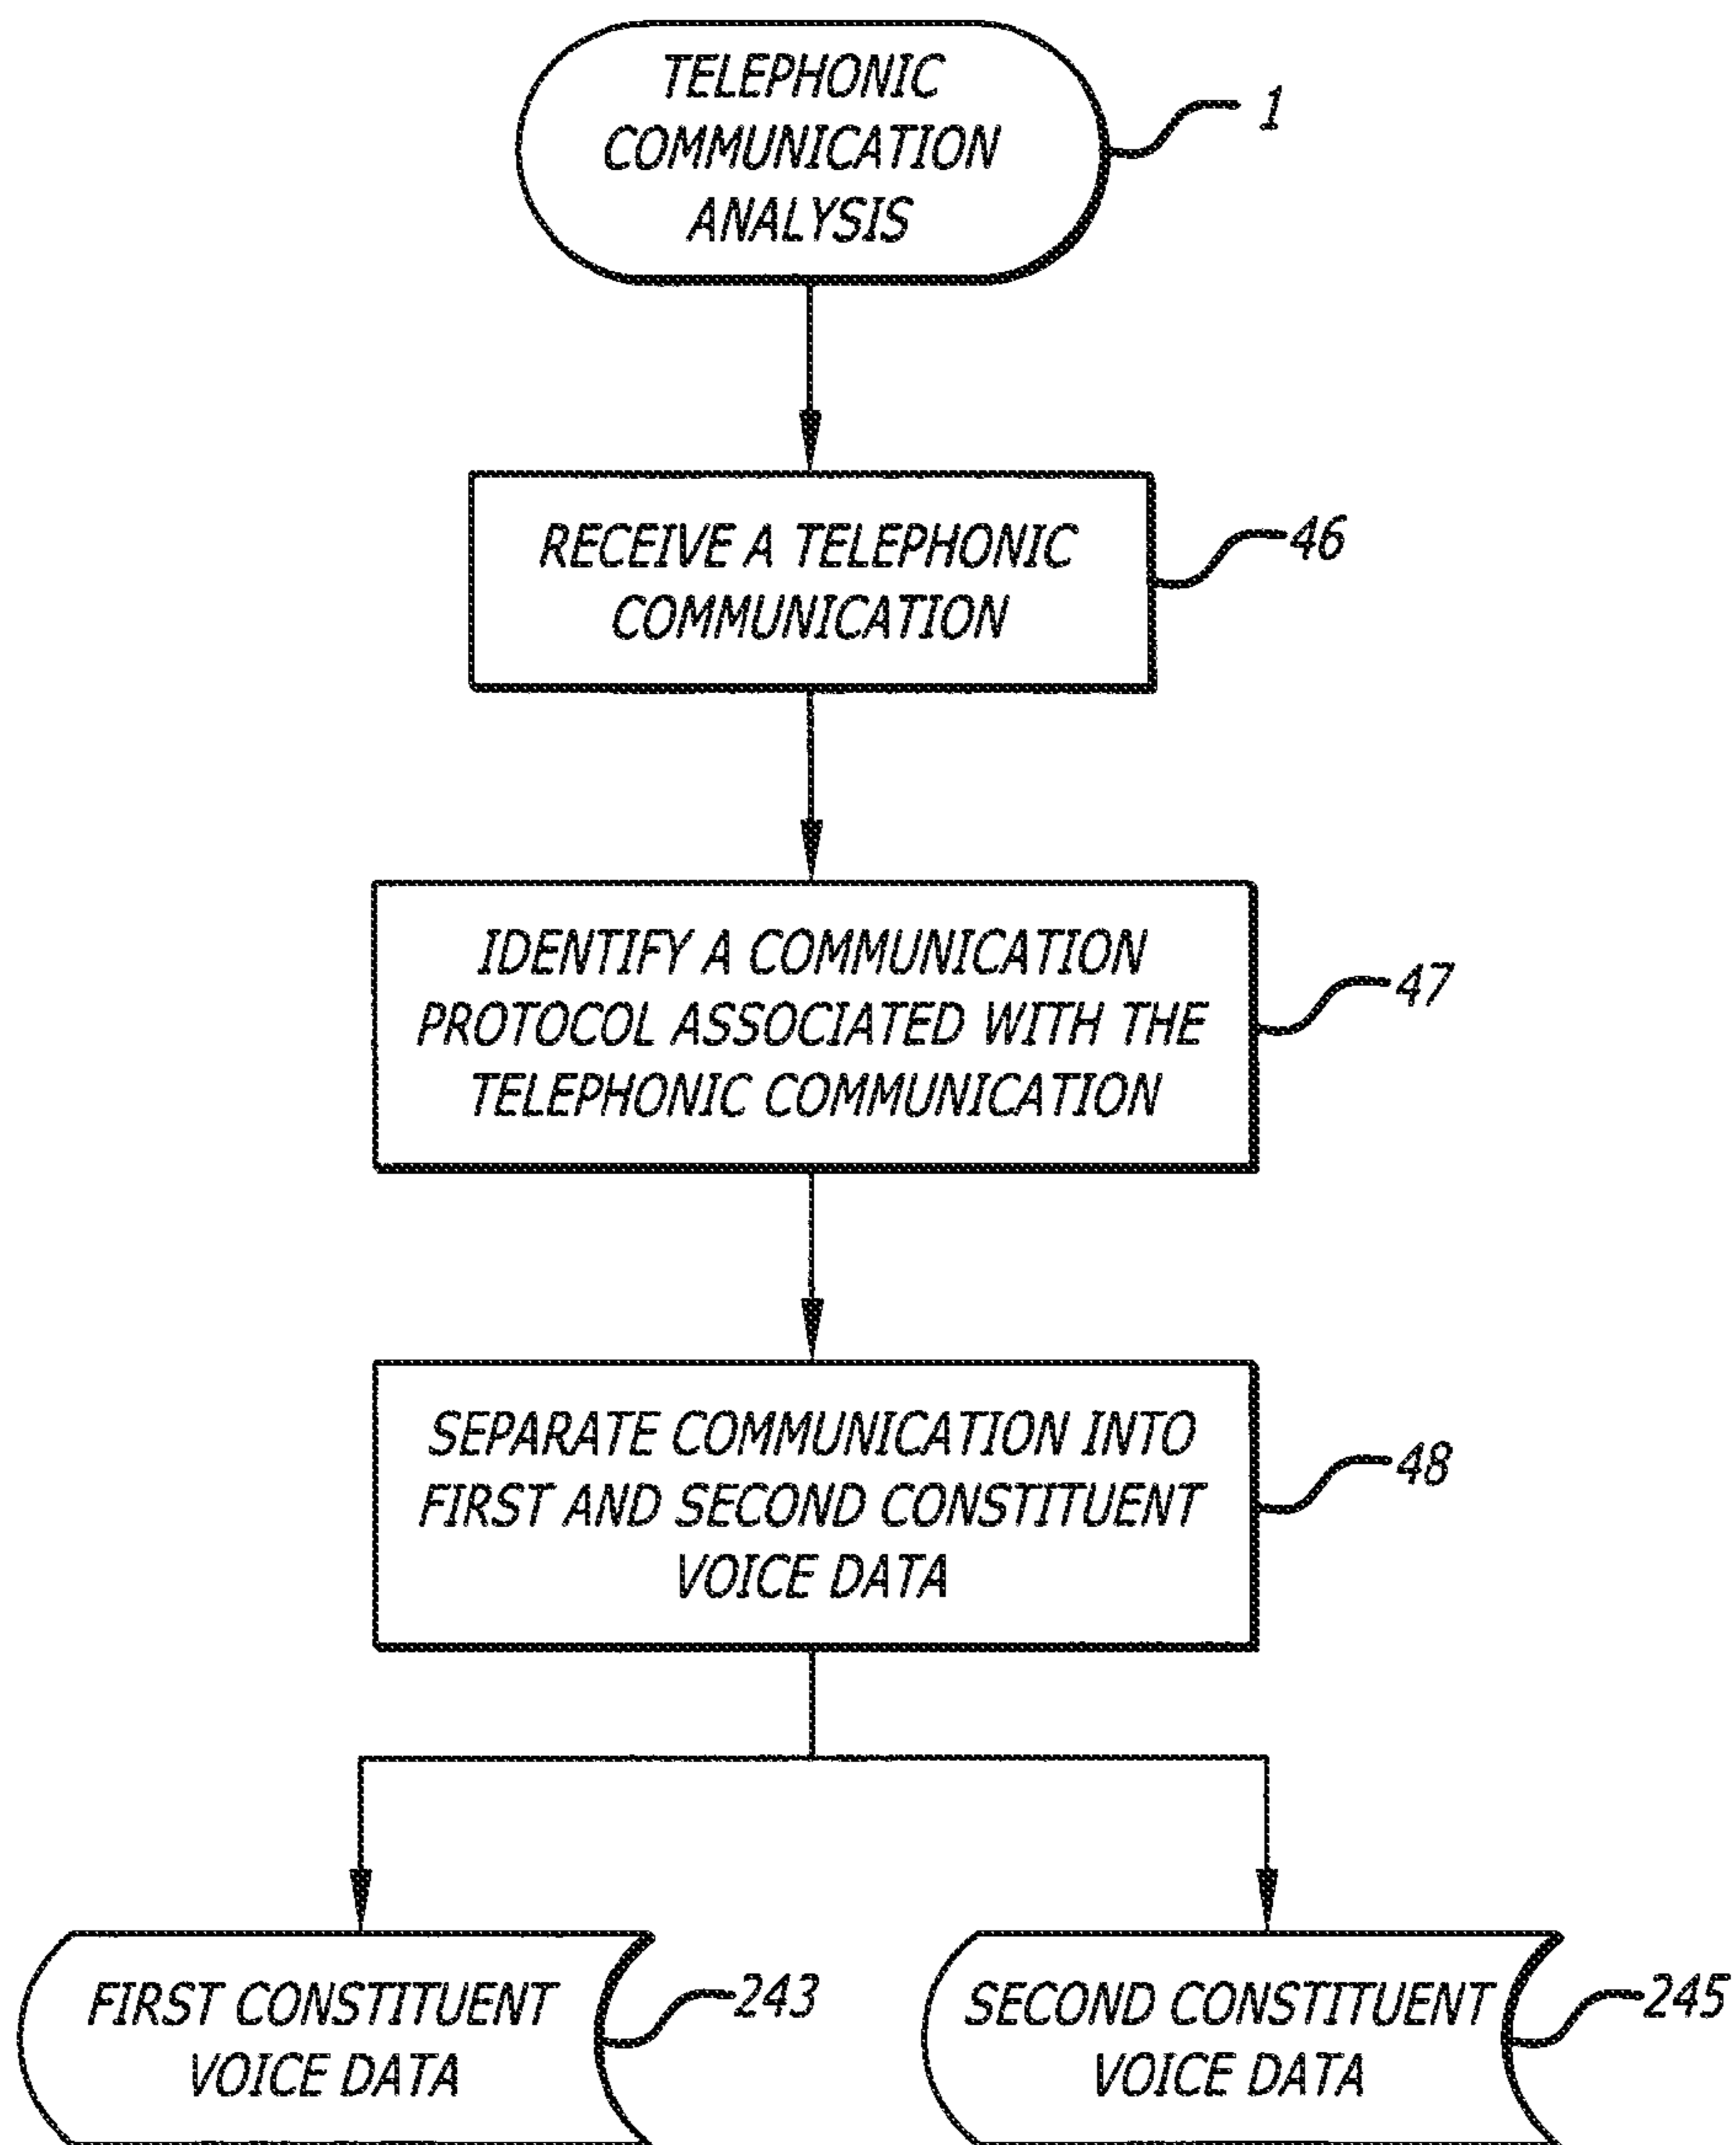 TELEPHONIC
COMMUNICATION
ANALYSIS
1
RECEIVE A TELEPHONIC
COMMUNICATION
46
IDENTIFY A COMMUNICATION
PROTOCOL ASSOCIATED WITH THE
TELEPHONIC COMMUNICATION
47
SEPARATE COMMUNICATION INTO
FIRST AND SECOND CONSTITUENT
VOICE DATA
48
FIRST CONSTITUENT
VOICE DATA
243
SECOND CONSTITUENT
VOICE DATA
245